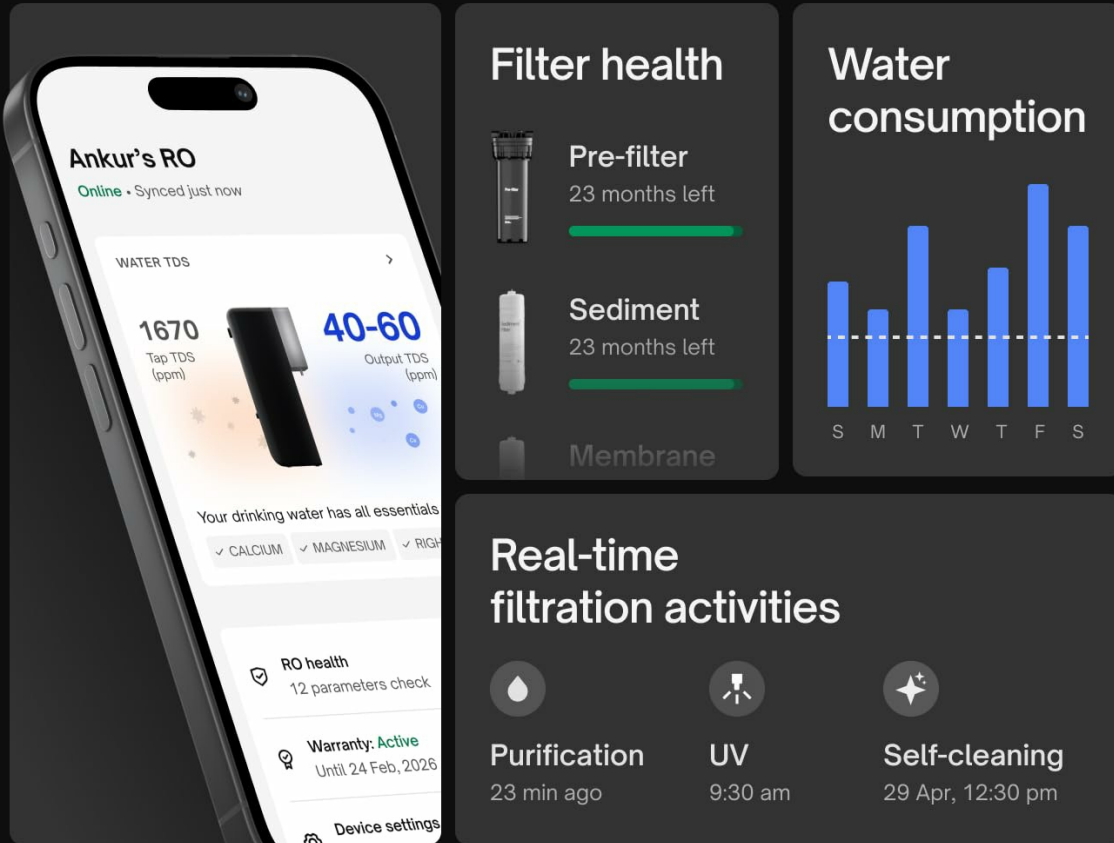 Ankur's RO
Online • Synced just now
WATER TDS
1670
Tap TDS
(ppm)
40-60
Output TDS
(ppm)
Your drinking water has all essentials
CALCIUM
MAGNESIUM
RO health
12 parameters check
Warranty: Active
Until 24 Feb, 2026
Device settings
Filter health
Pre-filter
23 months left
Sediment
23 months left
Membrane
Water
consumption
S M T W T F S
Real-time
filtration activities
Purification
23 min ago
UV
9:30 am
Self-cleaning
29 Apr, 12:30 pm